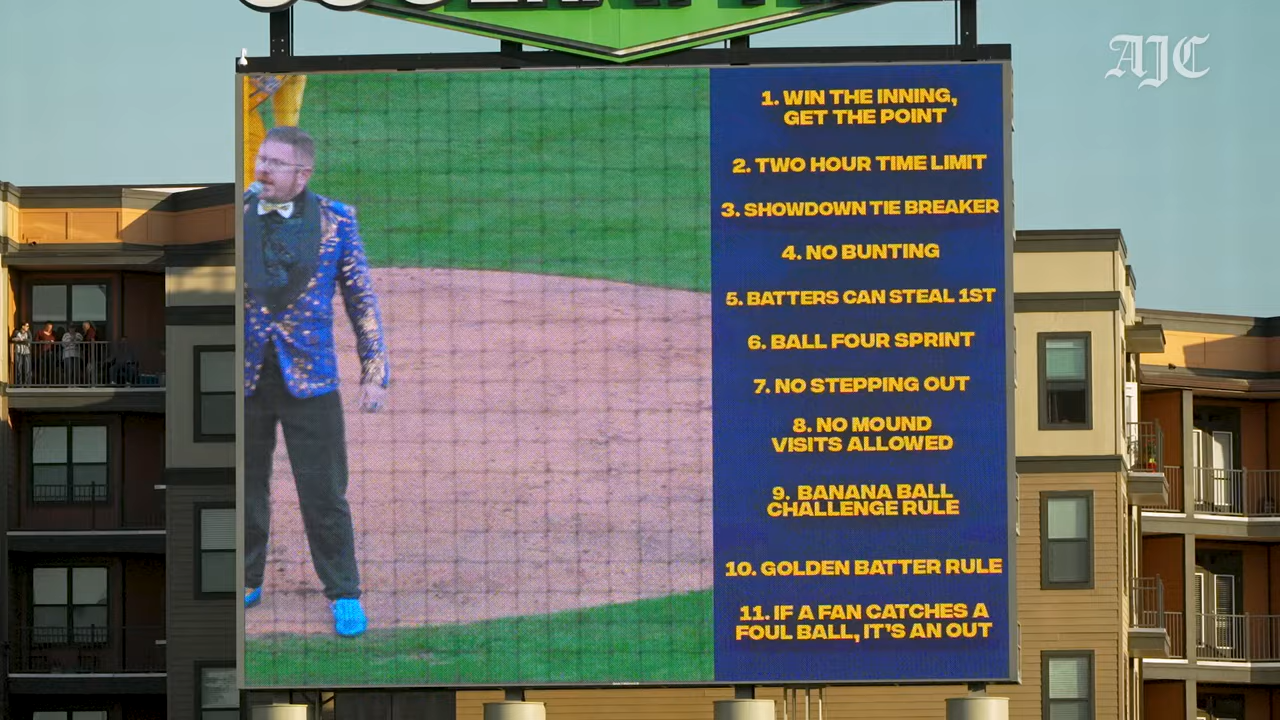 AJC
1. WIN THE INNING,
GET THE POINT
2. TWO HOUR TIME LIMIT
3. SHOWDOWN TIE BREAKER
4. NO BUNTING
5. BATTERS CAN STEAL 1ST
6. BALL FOUR SPRINT
7. NO STEPPING OUT
8. NO MOUND
VISITS ALLOWED
9. BANANA BALL
CHALLENGE RULE
10. GOLDEN BATTER RULE
11. IF A FAN CATCHES A
FOUL BALL, IT'S AN OUT